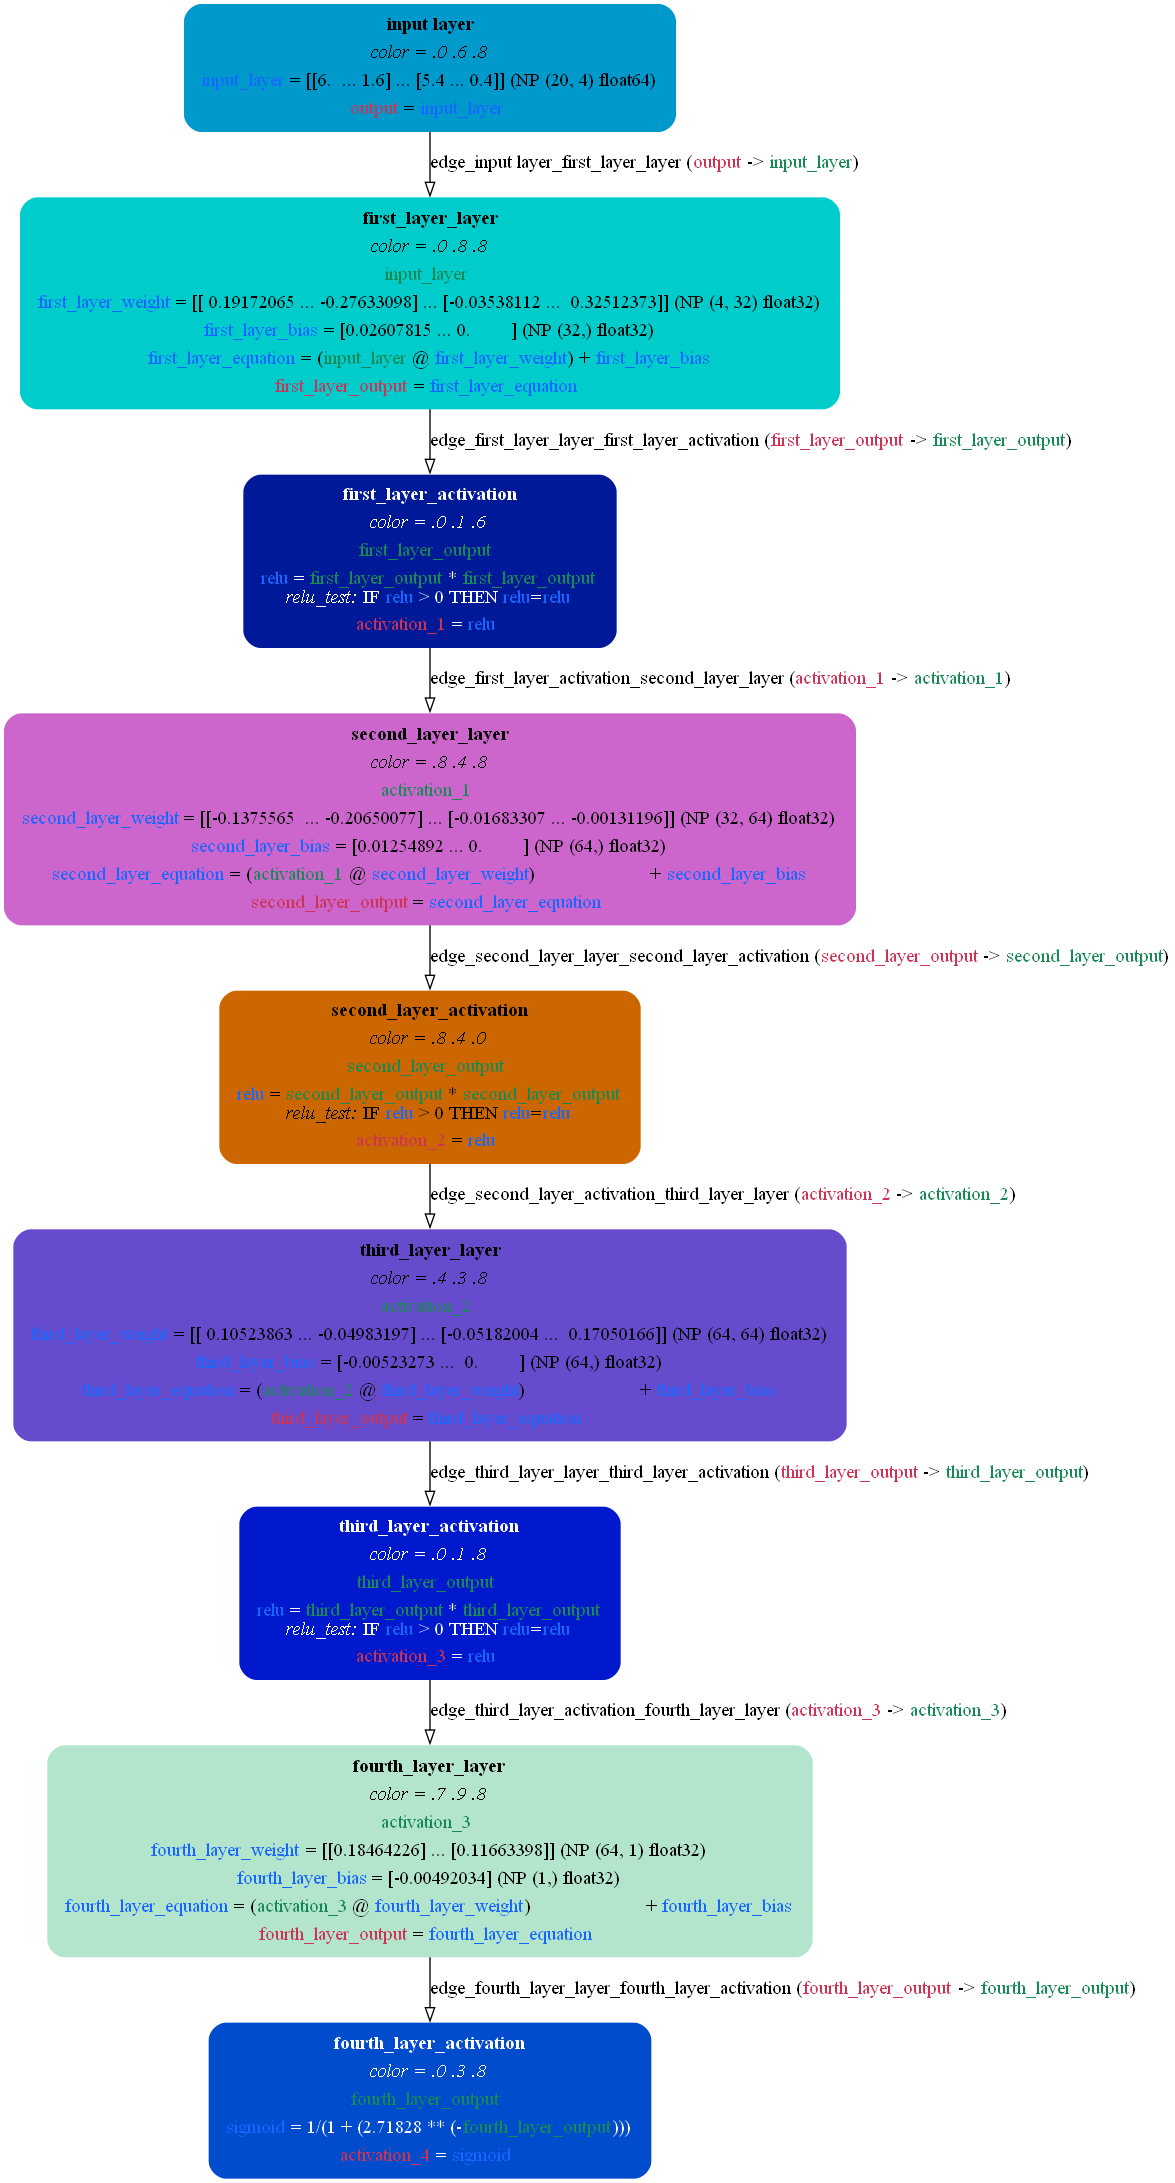 input layer
color = .0 .6 .8
input_layer = [[6.  ... 1.6] ... [5.4 ... 0.4]] (NP (20, 4) float64)
output = input_layer
edge_input layer_first_layer_layer (output -> input_layer)
first_layer_layer
color = .0 .8 .8
input_layer
first_layer_weight = [[ 0.19172065 ... -0.27633098] ... [-0.03538112 ...  0.32512373]] (NP (4, 32) float32)
first_layer_bias = [0.02607815 ... 0.        ] (NP (32,) float32)
first_layer_equation = (input_layer @ first_layer_weight) + first_layer_bias
first_layer_output = first_layer_equation
edge_first_layer_layer_first_layer_activation (first_layer_output -> first_layer_output)
first_layer_activation
color = .0 .1 .6
first_layer_output
relu = first_layer_output * first_layer_output
relu_test: IF relu > 0 THEN relu=relu
activation_1 = relu
edge_first_layer_activation_second_layer_layer (activation_1 -> activation_1)
second_layer_layer
color = .8 .4 .8
activation_1
second_layer_weight = [[-0.1375565  ... -0.20650077] ... [-0.01683307 ... -0.00131196]] (NP (32, 64) float32)
second_layer_bias = [0.01254892 ... 0.        ] (NP (64,) float32)
second_layer_equation = (activation_1 @ second_layer_weight)                      + second_layer_bias
second_layer_output = second_layer_equation
edge_second_layer_layer_second_layer_activation (second_layer_output -> second_layer_output)
second_layer_activation
color = .8 .4 .0
second_layer_output
relu = second_layer_output * second_layer_output
relu_test: IF relu > 0 THEN relu=relu
activation_2 = relu
edge_second_layer_activation_third_layer_layer (activation_2 -> activation_2)
third_layer_layer
color = .4 .3 .8
activation_2
third_layer_weight = [[ 0.10523863 ... -0.04983197] ... [-0.05182004 ...  0.17050166]] (NP (64, 64) float32)
third_layer_bias = [-0.00523273 ...  0.        ] (NP (64,) float32)
third_layer_equation = (activation_2 @ third_layer_weight)                      + third_layer_bias
third_layer_output = third_layer_equation
edge_third_layer_layer_third_layer_activation (third_layer_output -> third_layer_output)
third_layer_activation
color = .0 .1 .8
third_layer_output
relu = third_layer_output * third_layer_output
relu_test: IF relu > 0 THEN relu=relu
activation_3 = relu
edge_third_layer_activation_fourth_layer_layer (activation_3 -> activation_3)
fourth_layer_layer
color = .7 .9 .8
activation_3
fourth_layer_weight = [[0.18464226] ... [0.11663398]] (NP (64, 1) float32)
fourth_layer_bias = [-0.00492034] (NP (1,) float32)
fourth_layer_equation = (activation_3 @ fourth_layer_weight)                      + fourth_layer_bias
fourth_layer_output = fourth_layer_equation
edge_fourth_layer_layer_fourth_layer_activation (fourth_layer_output -> fourth_layer_output)
fourth_layer_activation
color = .0 .3 .8
fourth_layer_output
sigmoid = 1/(1 + (2.71828 ** (-fourth_layer_output)))
activation_4 = sigmoid